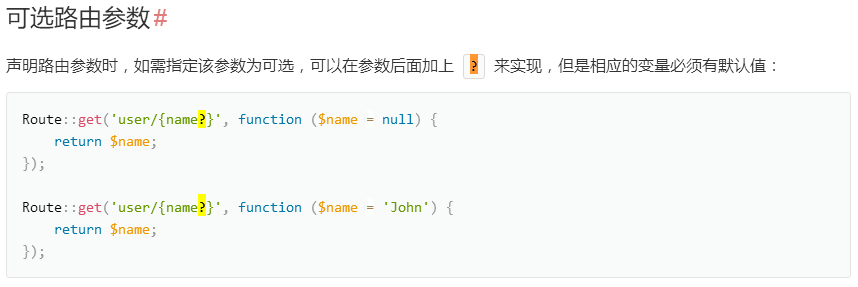 可选路由参数#
声明路由参数时，如需指定该参数为可选，可以在参数后面加上 ? 来实现，但是相应的变量必须有默认值：
Route::get('user/{name?}', function ($name = null) {
    return $name;
});
Route::get('user/{name?}', function ($name = 'John') {
    return $name;
});